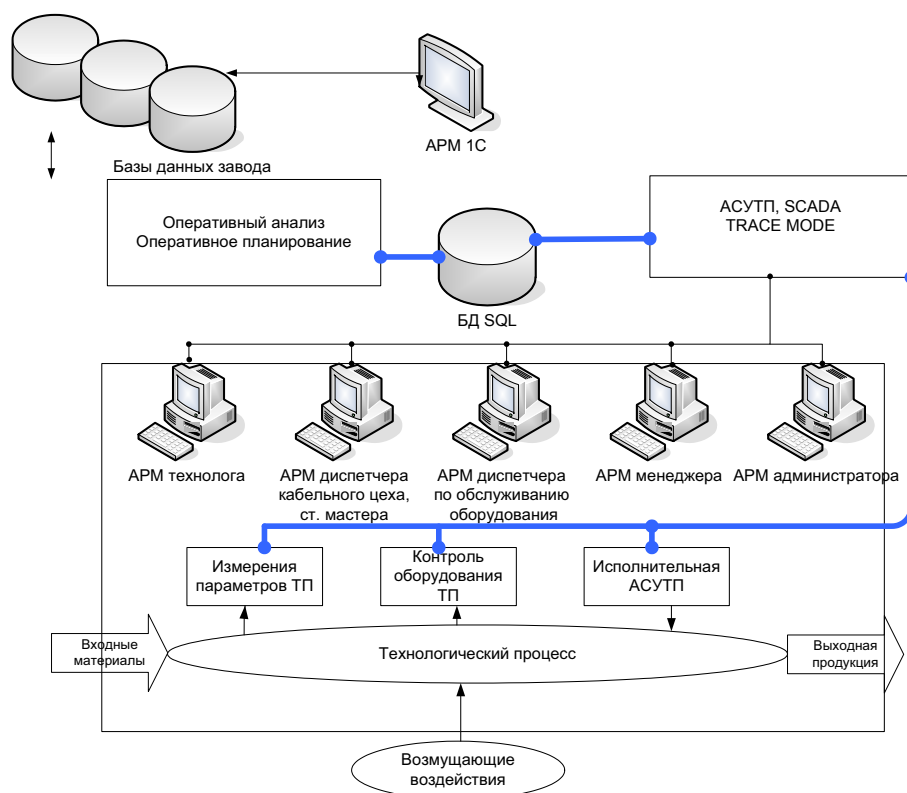 АРМ 1С
Базы данных завода
Оперативный анализ
Оперативное планирование
АСУТП, SCADA
TRACE MODE
БД SQL
АРМ технолога
АРМ диспетчера
кабельного цеха,
ст. мастера
АРМ диспетчера
по обслуживанию
оборудования
АРМ менеджера
АРМ администратора
Измерения
параметров ТП
Контроль
оборудования
ТП
Исполнительная
АСУТП
Входные
материалы
Технологический процесс
Выходная
продукция
Возмущающие
воздействия